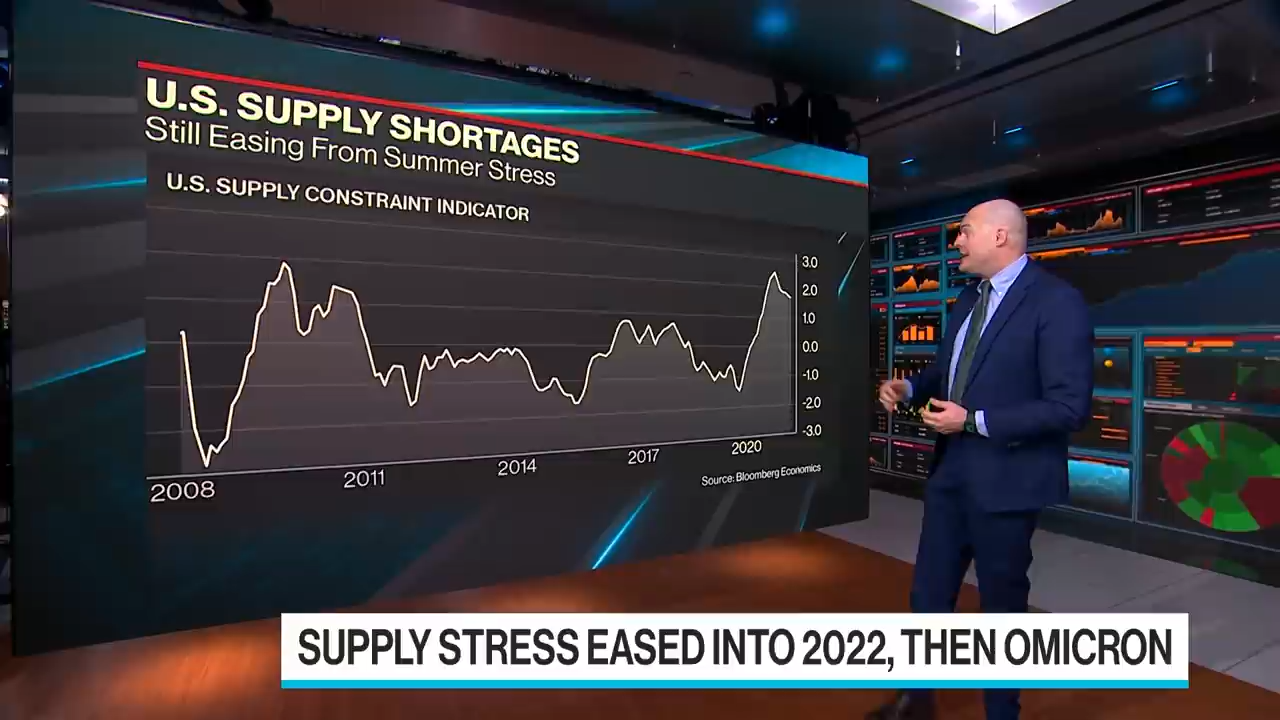 U.S. SUPPLY SHORTAGES
Still Easing From Summer Stress
U.S. SUPPLY CONSTRAINT INDICATOR
3.0
2.0
1.0
0.0
-1.0
-2.0
-3.0
2008
2011
2014
2017
2020
Source: Bloomberg Economics
SUPPLY STRESS EASED INTO 2022, THEN OMICRON